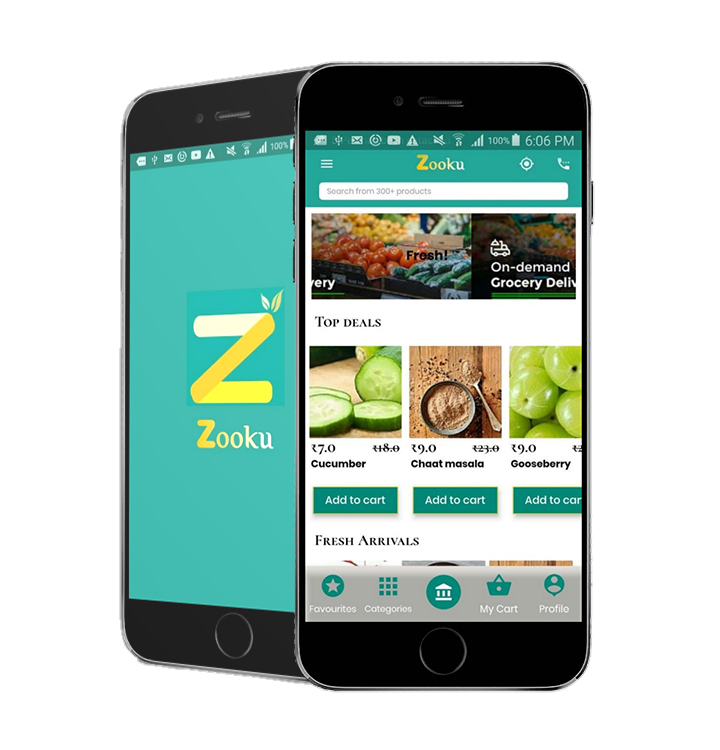 100%
Zooku
100% 6:06 PM
Zooku
Search from 300+ products
very
Fresh!
On-demand
Grocery Deliv
Top deals
₹7.0 ₹18.0
Cucumber
Add to cart
₹9.0 ₹23.0
Chaat masala
Add to cart
₹9.0 ₹2
Gooseberry
Add to car
Fresh Arrivals
Favourites
Categories
My Cart
Profile